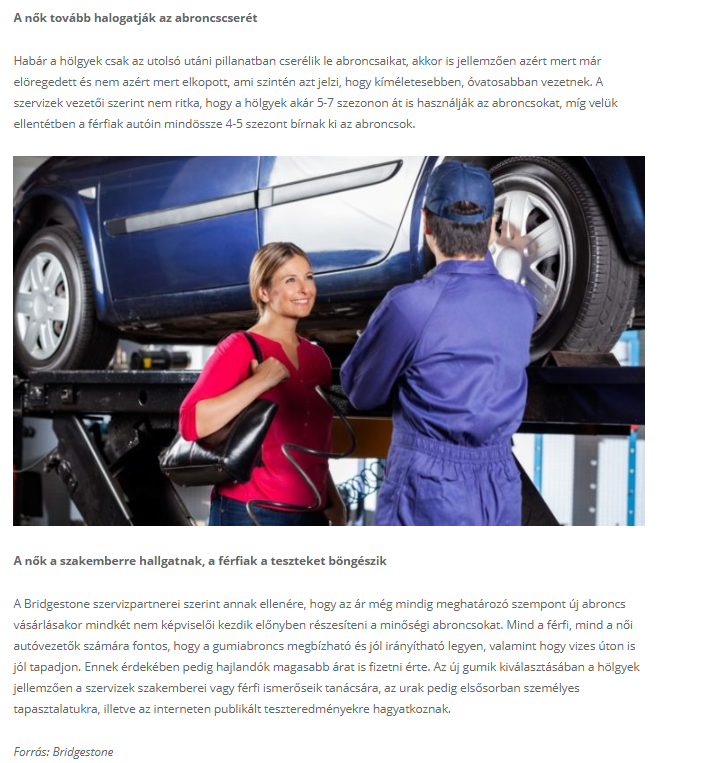 A nők tovább halogatják az abroncscserét
Habár a hölgyek csak az utolsó utáni pillanatban cserélik le abroncsaikat, akkor is jellemzően azért mert már
elöregedett és nem azért mert elkopott, ami szintén azt jelzi, hogy kíméletesebben, óvatosabban vezetnek. A
szervizek vezetői szerint nem ritka, hogy a hölgyek akár 5-7 szezonon át is használják az abroncsokat, míg velük
ellentétben a férfiak autóin mindössze 4-5 szezont bírnak ki az abroncsok.
A nők a szakemberre hallgatnak, a férfiak a teszteket böngészik
A Bridgestone szervizpartnerei szerint annak ellenére, hogy az ár még mindig meghatározó szempont új abroncs
vásárlásakor mindkét nem képviselői kezdik előnyben részesíteni a minőségi abroncsokat. Mind a férfi, mind a női
autóvezetők számára fontos, hogy a gumiabroncs megbízható és jól irányítható legyen, valamint hogy vizes úton is
jól tapadjon. Ennek érdekében pedig hajlandók magasabb árat is fizetni érte. Az új gumik kiválasztásában a hölgyek
jellemzően a szervizek szakemberei vagy férfi ismerőseik tanácsára, az urak pedig elsősorban személyes
tapasztalatukra, illetve az interneten publikált teszteredményekre hagyatkoznak.
Forrás: Bridgestone